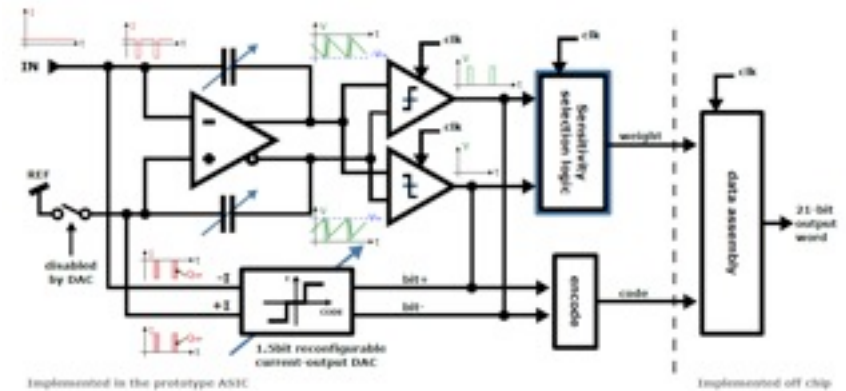 clk
clk
IN
clk
clk
Sensitivity
selection logic
weight
REF
data assembly
21-bit
output
word
disabled
by DAC
-I
+I
bit+
bit-
CODE
encode
code
1.5bit reconfigurable
current-output DAC
Implemented in the prototype ASIC
Implemented off chip